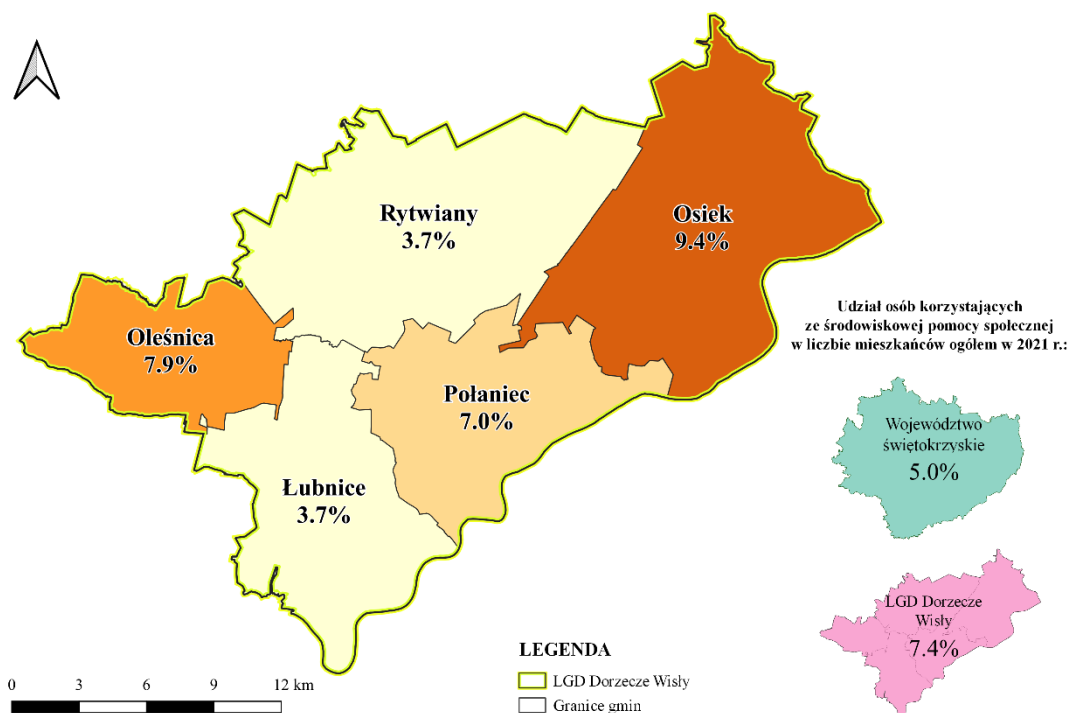 Rytwiany
3.7%
Osiek
9.4%
Oleśnica
7.9%
Połaniec
7.0%
Łubnice
3.7%
Udział osób korzystających
ze środowiskowej pomocy społecznej
w liczbie mieszkańców ogółem w 2021 r.:
Województwo
świętokrzyskie
5.0%
LGD Dorzecze
Wisły
7.4%
LEGENDA
LGD Dorzecze Wisły
Granice gmin
0 3 6 9 12 km